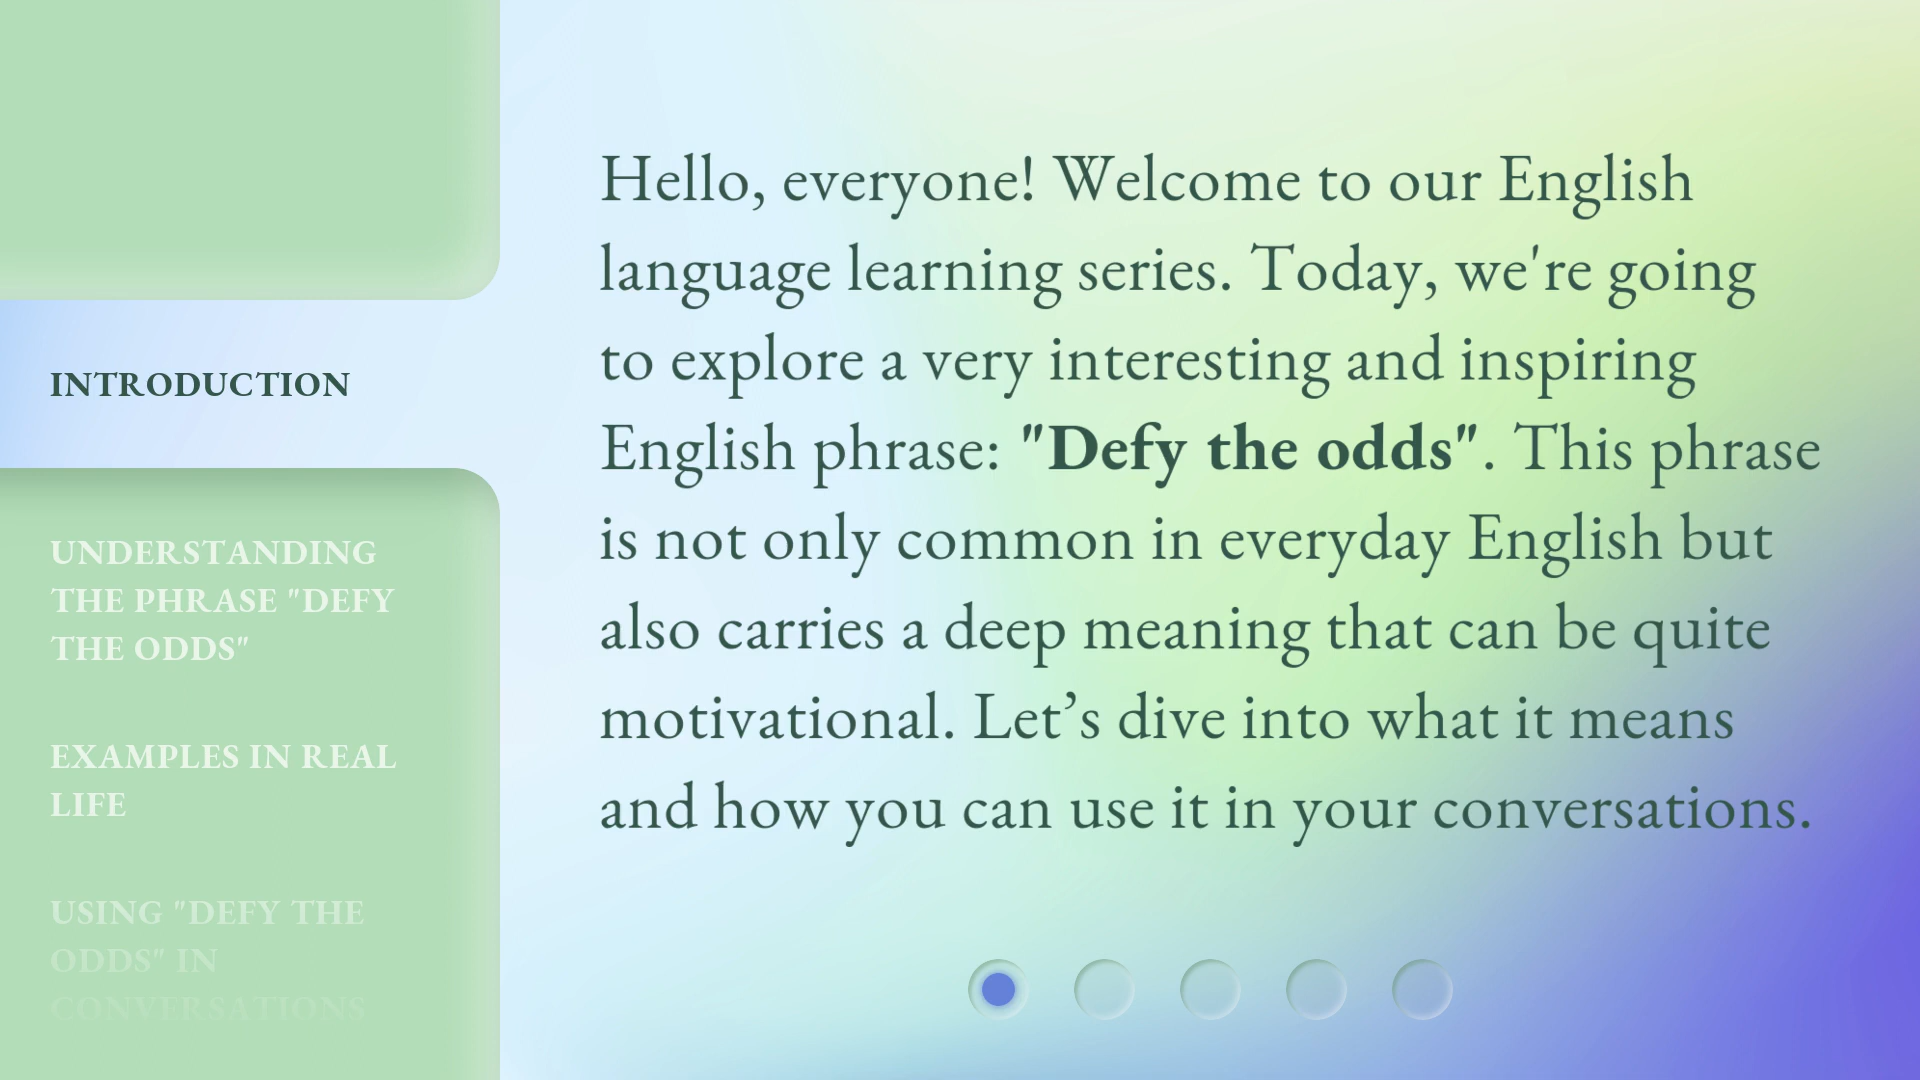 INTRODUCTION
UNDERSTANDING
THE PHRASE "DEFY
THE ODDS"
EXAMPLES IN REAL
LIFE
USING "DEFY THE
ODDS" IN
CONVERSATIONS
Hello, everyone! Welcome to our English
language learning series. Today, we're going
to explore a very interesting and inspiring
English phrase: "Defy the odds". This phrase
is not only common in everyday English but
also carries a deep meaning that can be quite
motivational. Let’s dive into what it means
and how you can use it in your conversations.